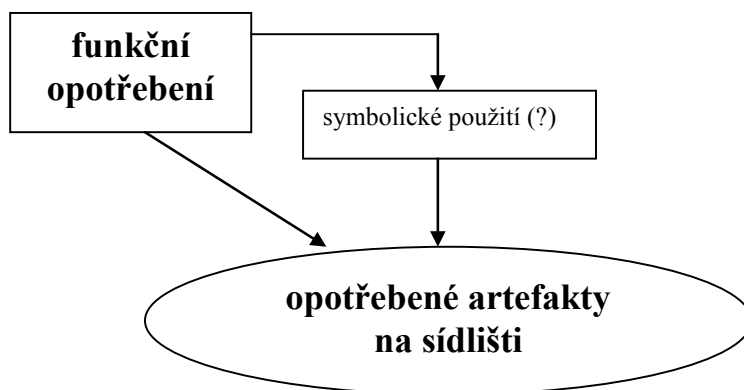 funkční
opotřebení
symbolické použití (?)
opotřebené artefakty
na sídlišti